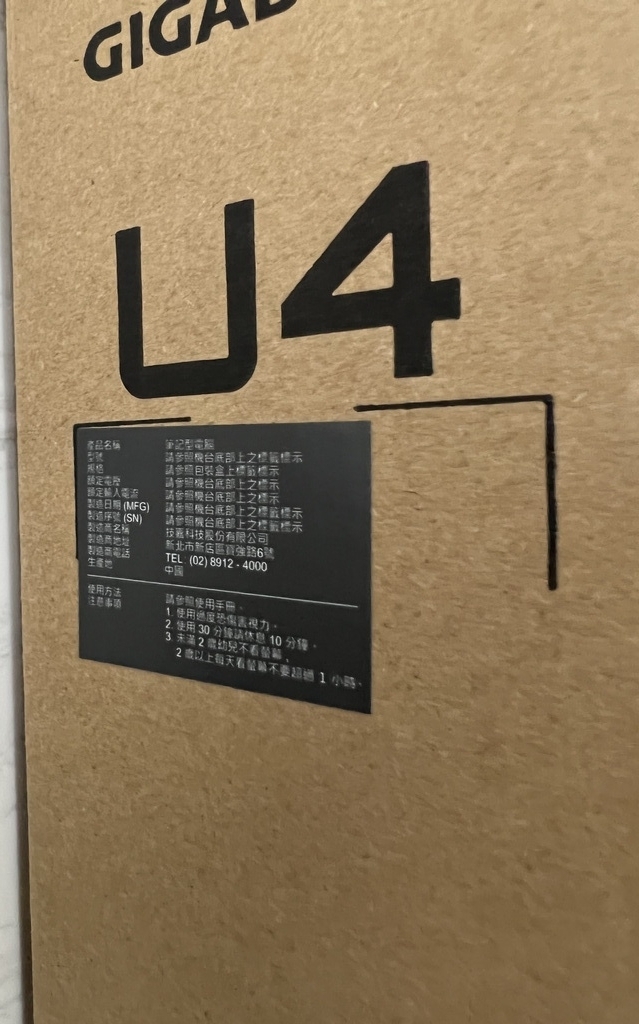 GIGAB
U4
產品名稱 筆記型電腦
型號 請參照機台底部上之標籤標示
規格 請參照包裝盒上標籤標示
額定電壓 請參照機台底部上之標示
額定輸入電流 請參照機台底部上之標示
製造日期 (MFG) 請參照機台底部上之標籤標示
製造序號 (SN) 請參照機台底部上之標籤標示
製造商名稱 技嘉科技股份有限公司
製造商地址 新北市新店區寶強路6號
製造商電話 TEL: (02) 8912 - 4000
生產地 中國
使用方法 請參照使用手冊。
注意事項 1. 使用過度恐傷害視力。
2. 使用 30 分鐘請休息 10 分鐘。
3. 未滿 2 歲幼兒不看螢幕，
2 歲以上每天看螢幕不要超過 1 小時。